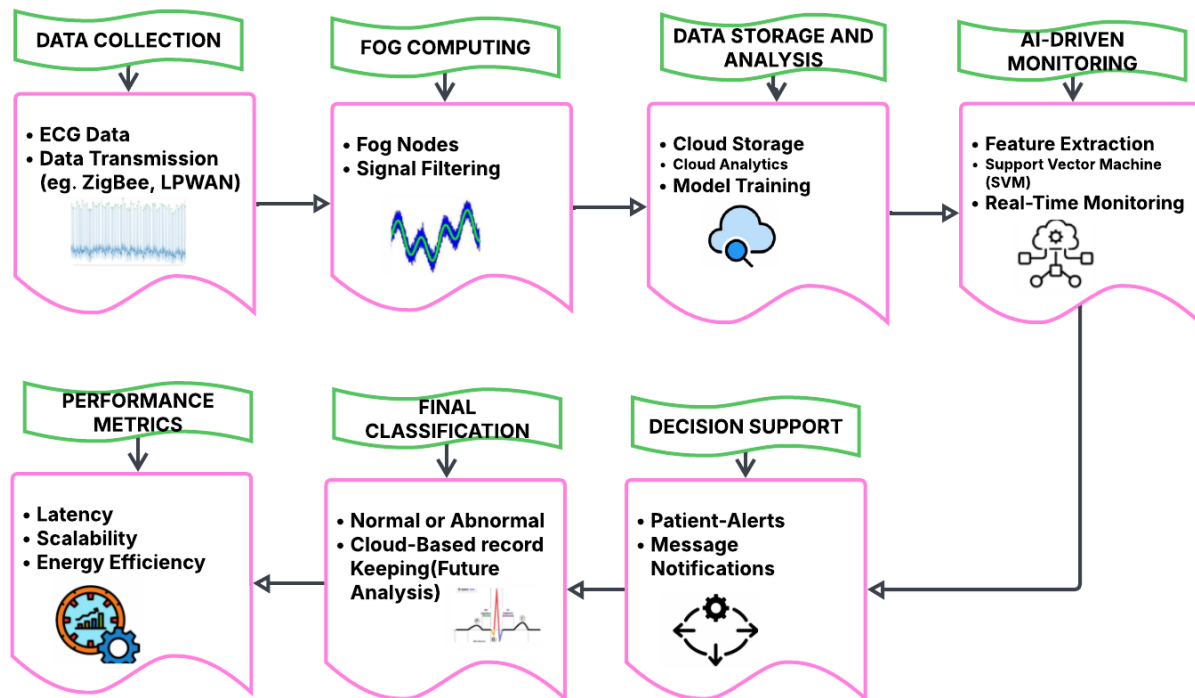 DATA COLLECTION
• ECG Data
• Data Transmission
(eg. ZigBee, LPWAN)
FOG COMPUTING
• Fog Nodes
• Signal Filtering
DATA STORAGE AND
ANALYSIS
• Cloud Storage
• Cloud Analytics
• Model Training
AI-DRIVEN
MONITORING
• Feature Extraction
• Support Vector Machine
(SVM)
• Real-Time Monitoring
PERFORMANCE
METRICS
• Latency
• Scalability
• Energy Efficiency
FINAL
CLASSIFICATION
• Normal or Abnormal
• Cloud-Based record
Keeping(Future
Analysis)
DECISION SUPPORT
• Patient-Alerts
• Message
Notifications